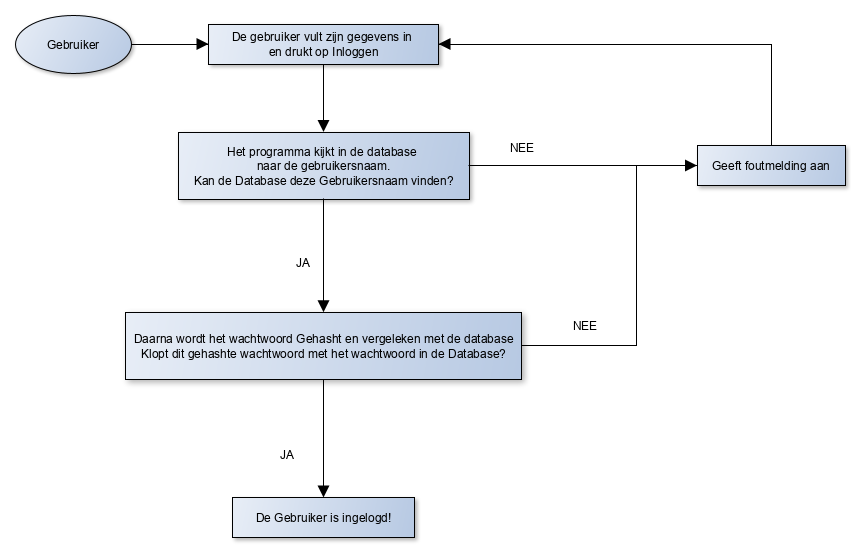 Gebruiker
De gebruiker vult zijn gegevens in
en drukt op Inloggen
Het programma kijkt in de database
naar de gebruikersnaam.
Kan de Database deze Gebruikersnaam vinden?
NEE
Geeft foutmelding aan
JA
Daarna wordt het wachtwoord Gehasht en vergeleken met de database
Klopt dit gehashte wachtwoord met het wachtwoord in de Database?
NEE
JA
De Gebruiker is ingelogd!